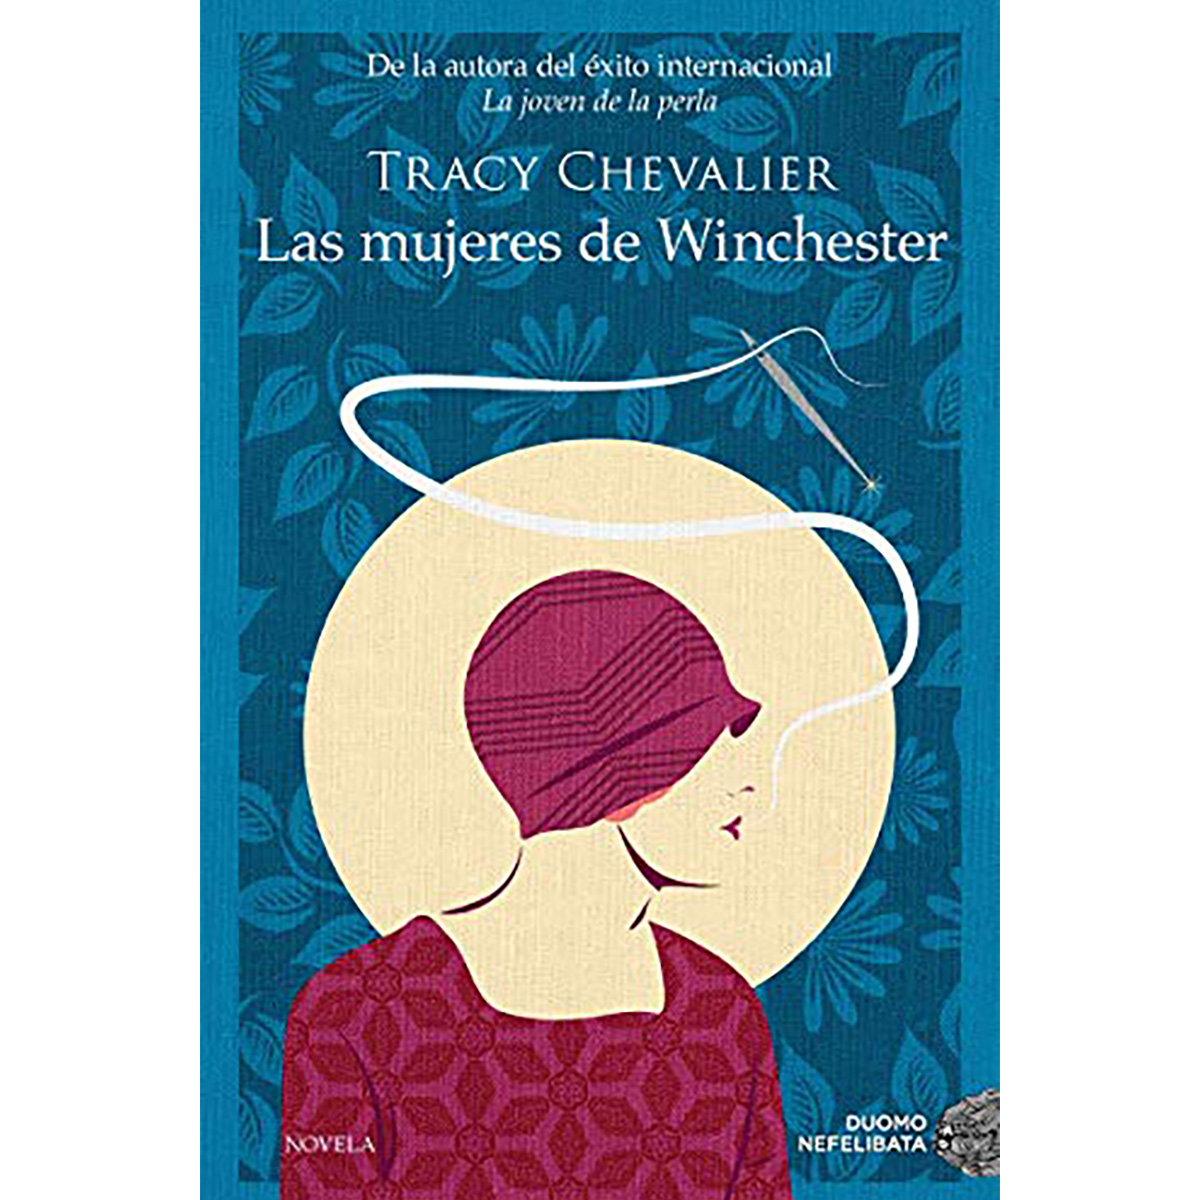 De la autora del éxito internacional
La joven de la perla
TRACY CHEVALIER
Las mujeres de Winchester
NOVELA
DUOMO
NEFELIBATA